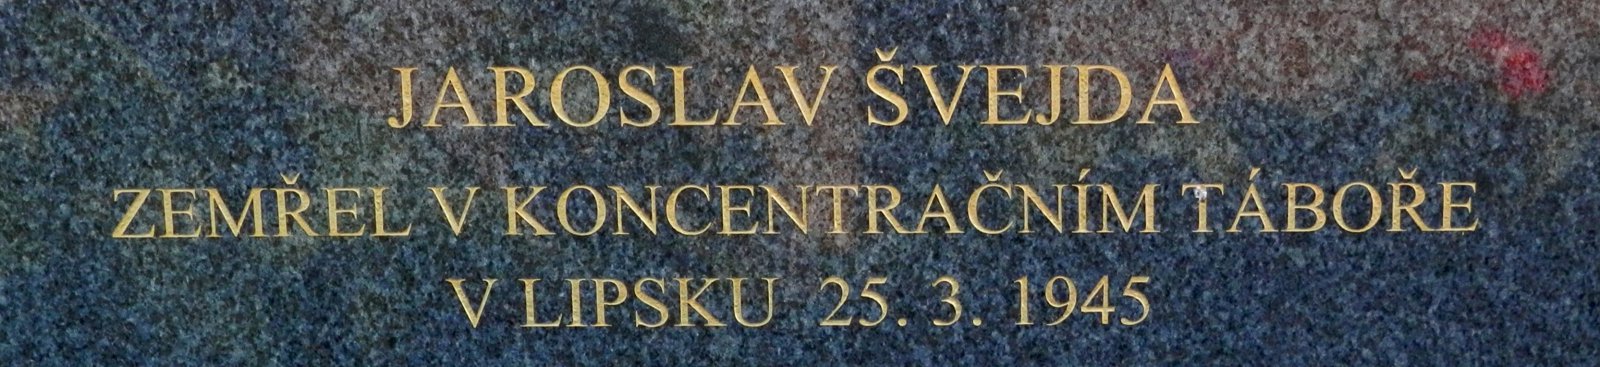 JAROSLAV ŠVEJDA
ZEMŘEL V KONCENTRAČNÍM TÁBOŘE
V LIPSKU 25. 3. 1945